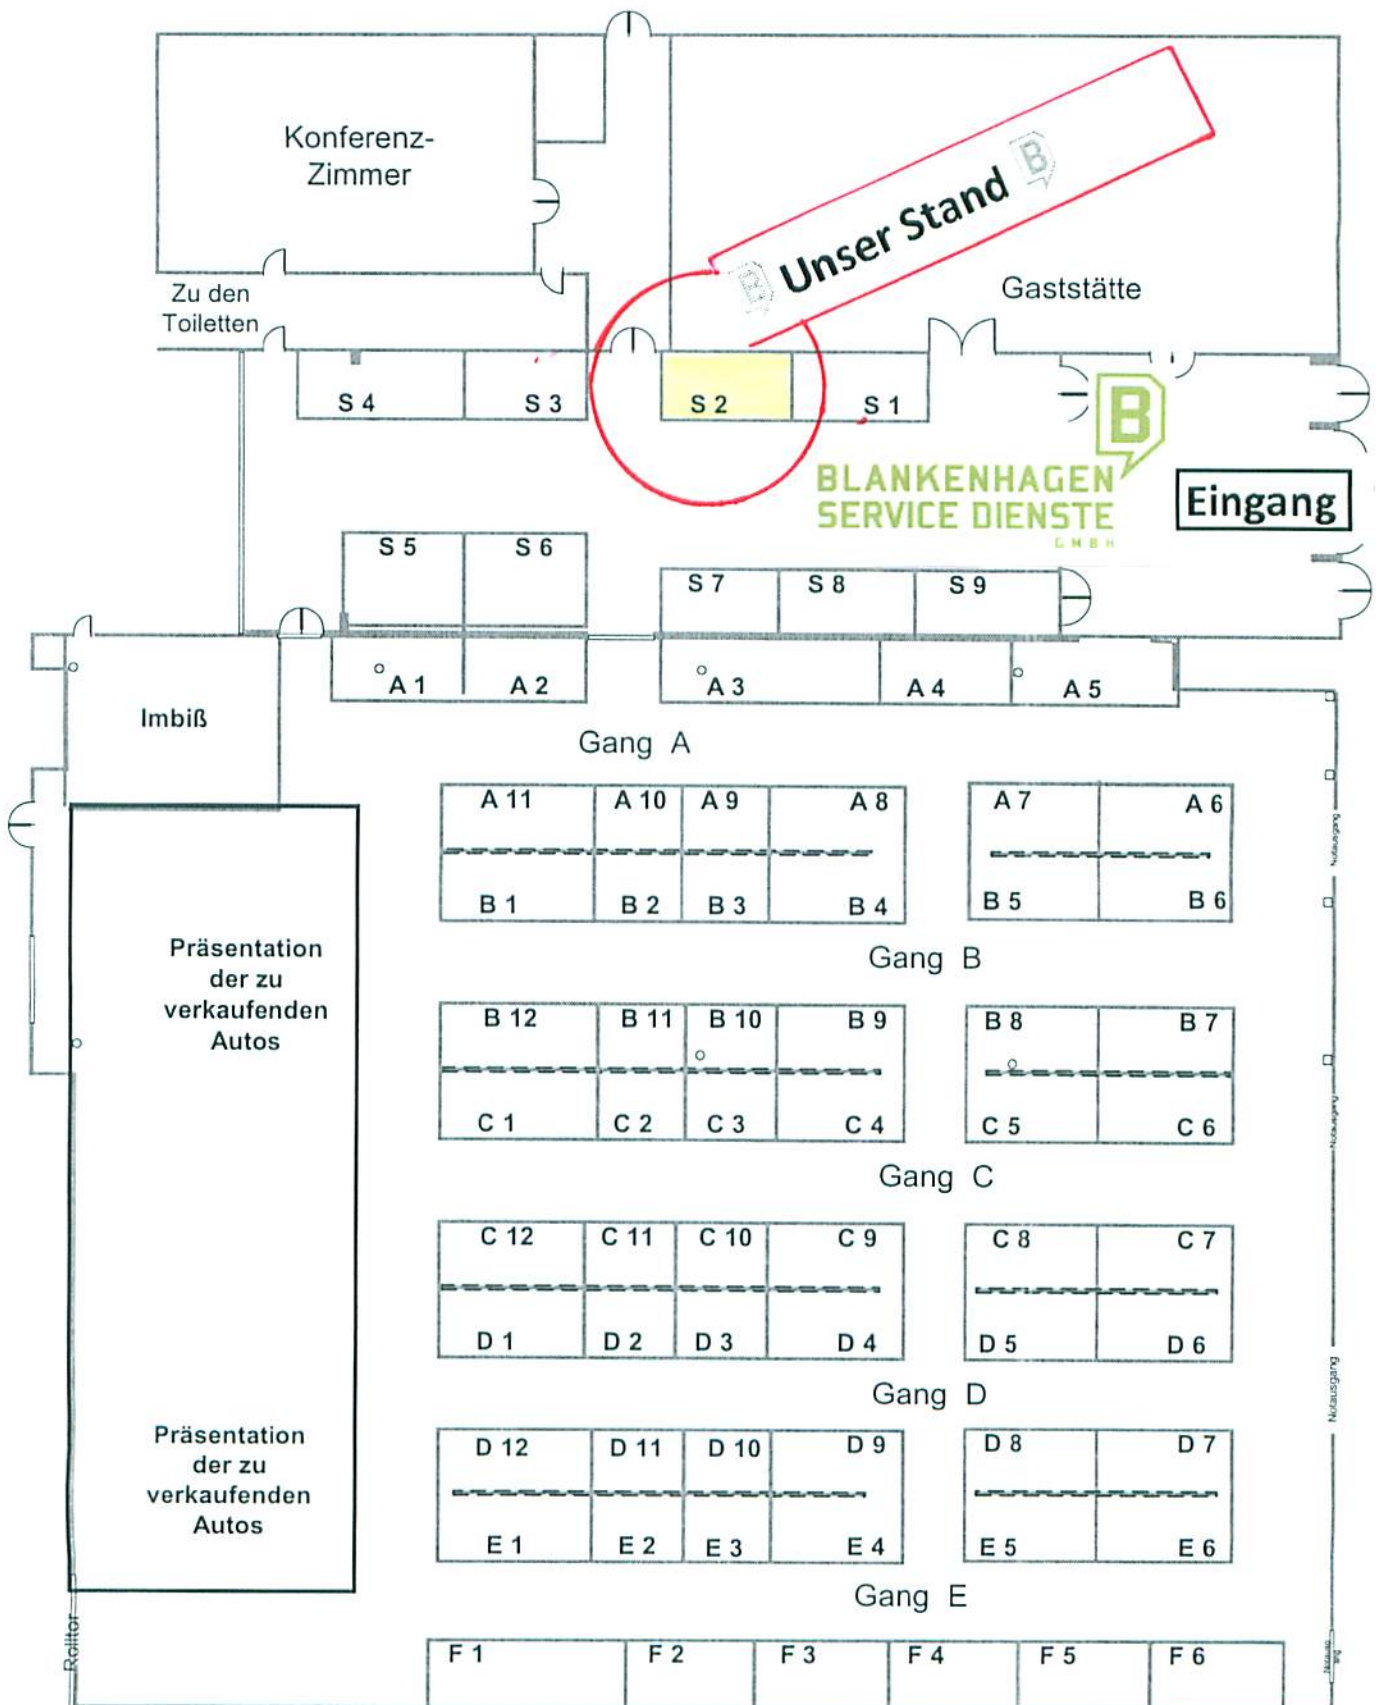 Konferenz-
Zimmer
B Unser Stand B
Zu den
Toiletten
Gaststätte
S 4
S 3
S 2
S 1
B
BLANKENHAGEN
SERVICE DIENSTE
GMBH
Eingang
S 5
S 6
S 7
S 8
S 9
A 1
A 2
A 3
A 4
A 5
Imbiß
Gang A
A 11
A 10
A 9
A 8
A 7
A 6
Notausgang
B 1
B 2
B 3
B 4
B 5
B 6
Präsentation
der zu
verkaufenden
Autos
Gang B
B 12
B 11
B 10
B 9
B 8
B 7
C 1
C 2
C 3
C 4
C 5
C 6
Notausgang
Gang C
C 12
C 11
C 10
C 9
C 8
C 7
D 1
D 2
D 3
D 4
D 5
D 6
Notausgang
Gang D
Präsentation
der zu
verkaufenden
Autos
D 12
D 11
D 10
D 9
D 8
D 7
E 1
E 2
E 3
E 4
E 5
E 6
Gang E
Rolltor
F 1
F 2
F 3
F 4
F 5
F 6